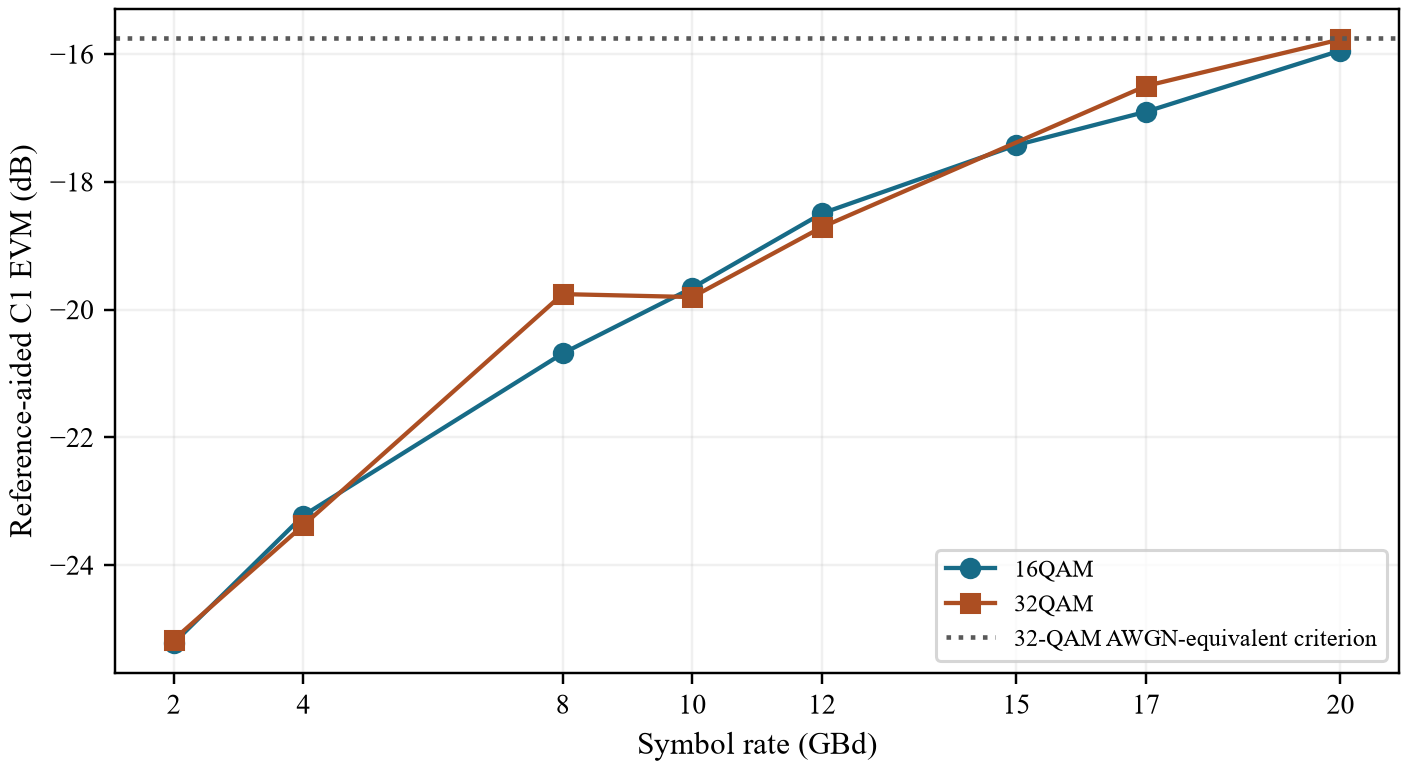 Reference-aided C1 EVM (dB)
−16
−18
−20
−22
−24
16QAM
32QAM
32-QAM AWGN-equivalent criterion
2 4 8 10 12 15 17 20
Symbol rate (GBd)